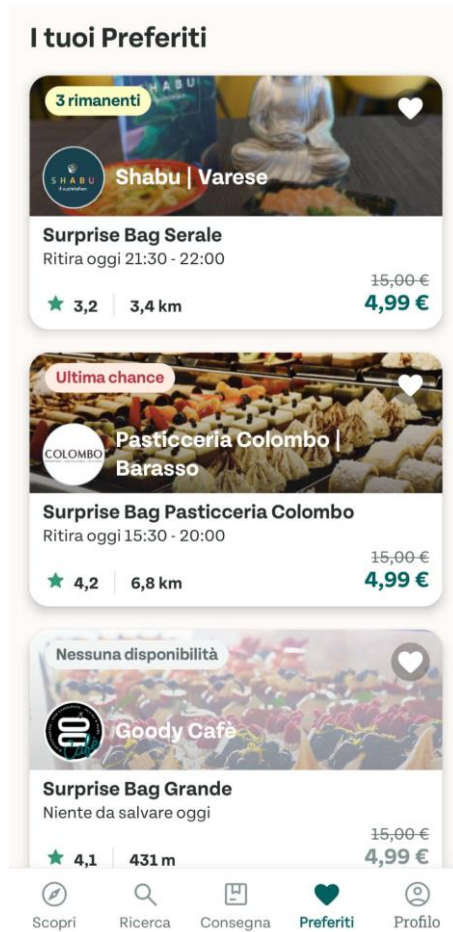 I tuoi Preferiti
3 rimanenti
SHABU
SHABU
Shabu | Varese
Surprise Bag Serale
Ritira oggi 21:30 - 22:00
15,00 €
3,2
3,4 km
4,99 €
Ultima chance
COLOMBO
Pasticceria Colombo |
Barasso
Surprise Bag Pasticceria Colombo
Ritira oggi 15:30 - 20:00
15,00 €
4,2
6,8 km
4,99 €
Nessuna disponibilità
Goody Cafè
Surprise Bag Grande
Niente da salvare oggi
15,00 €
4,1
431 m
4,99 €
Scopri
Ricerca
Consegna
Preferiti
Profilo